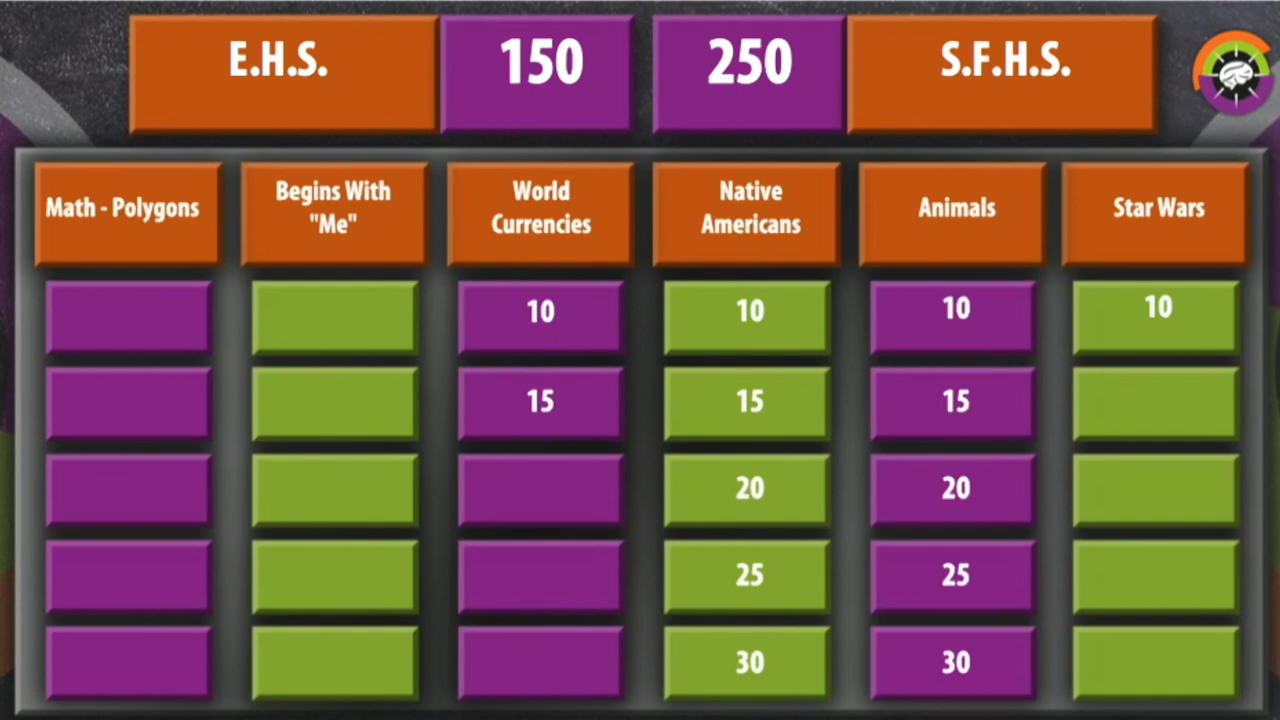 E.H.S. 150 250 S.F.H.S.
Math - Polygons
Begins With
"Me"
World
Currencies
Native
Americans
Animals
Star Wars
10 10 10 10
15 15 15
20 20
25 25
30 30